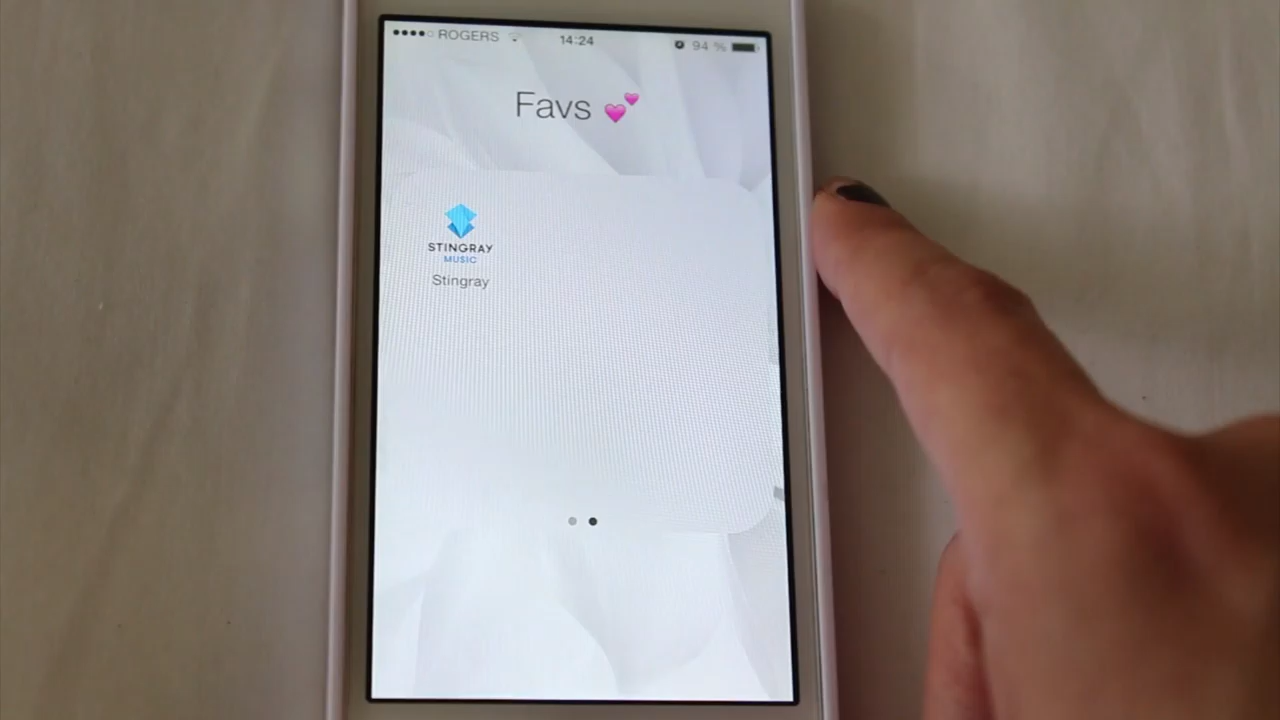 ROGERS 14:24 94 %
Favs 💕
STINGRAY
MUSIC
Stingray